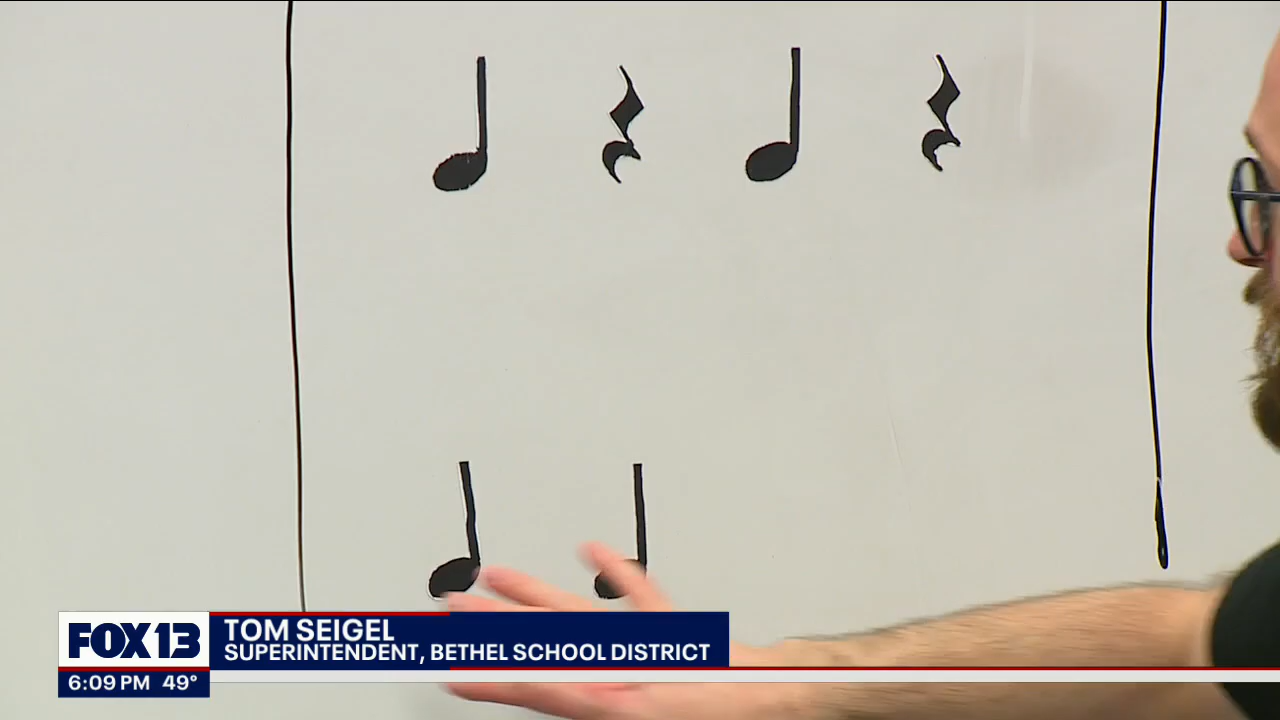 FOX 13
TOM SEIGEL
SUPERINTENDENT, BETHEL SCHOOL DISTRICT
6:09 PM 49°